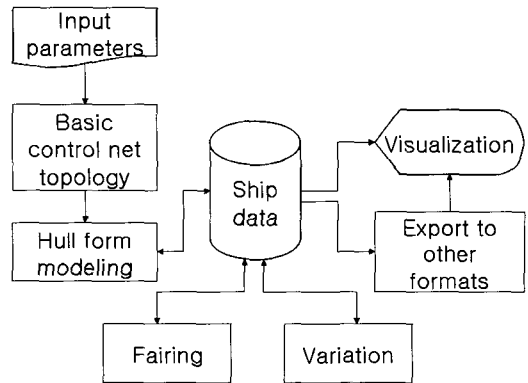 Input
parameters
Basic
control net
topology
Hull form
modeling
Ship
data
Visualization
Export to
other
formats
Fairing
Variation